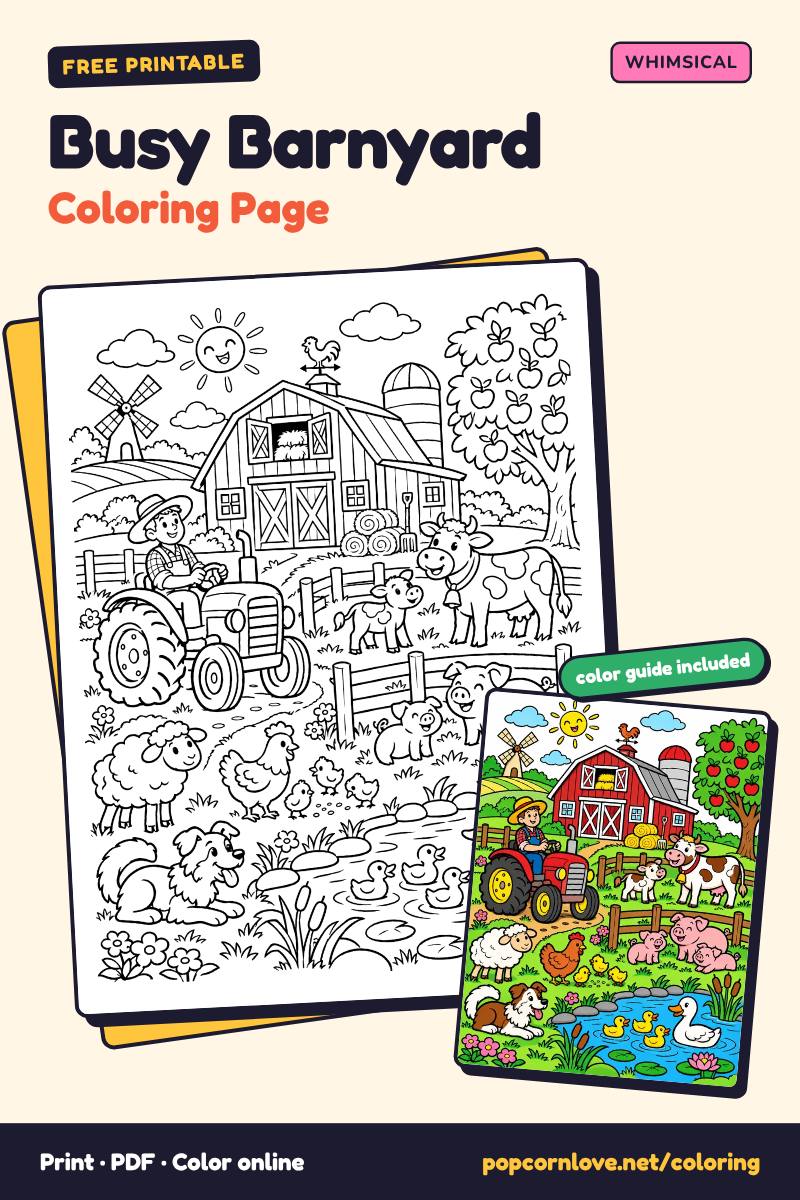 FREE PRINTABLE
WHIMSICAL
Busy Barnyard
Coloring Page
color guide included
Print · PDF · Color online
popcornlove.net/coloring